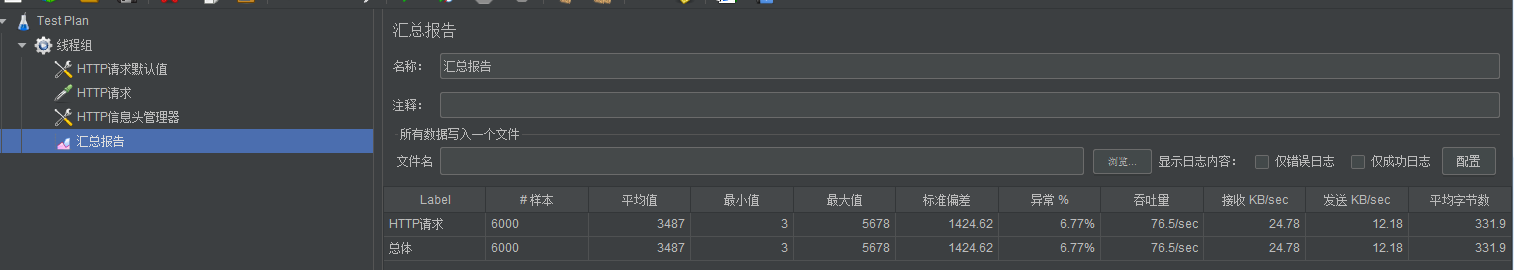 Test Plan
线程组
HTTP请求默认值
HTTP请求
HTTP信息头管理器
汇总报告
汇总报告
名称： 汇总报告
注释：
所有数据写入一个文件
文件名 浏览... 显示日志内容： 仅错误日志 仅成功日志 配置
Label # 样本 平均值 最小值 最大值 标准偏差 异常 % 吞吐量 接收 KB/sec 发送 KB/sec 平均字节数
HTTP请求 6000 3487 3 5678 1424.62 6.77% 76.5/sec 24.78 12.18 331.9
总体 6000 3487 3 5678 1424.62 6.77% 76.5/sec 24.78 12.18 331.9